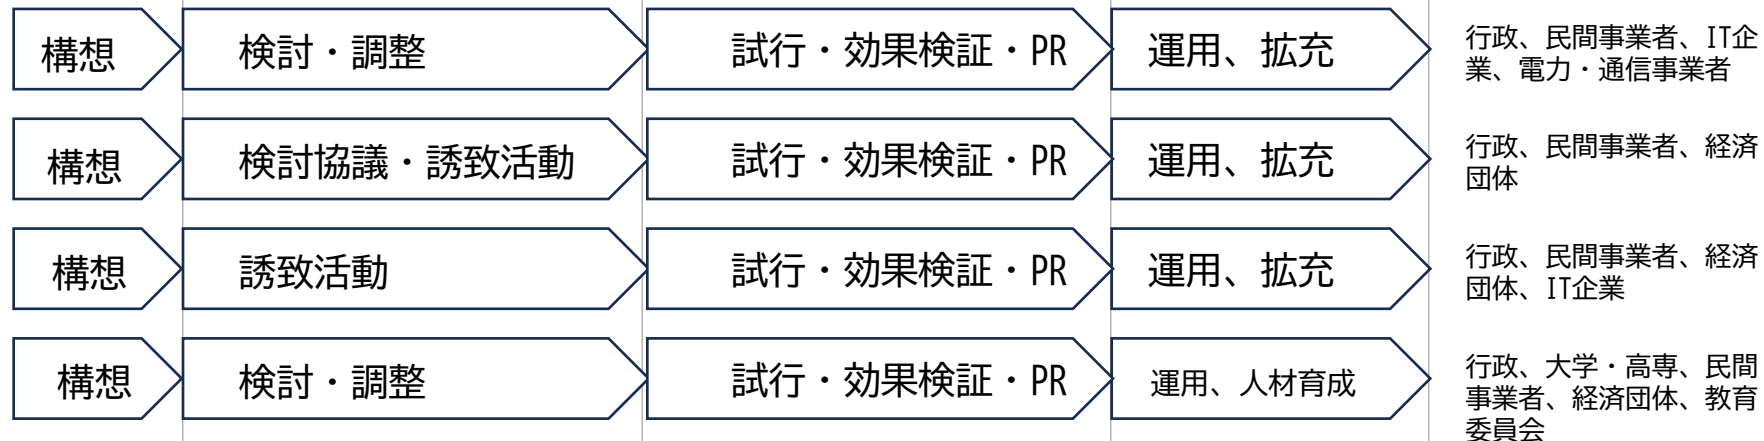 構想
検討・調整
試行・効果検証・PR
運用、拡充
行政、民間事業者、IT企
業、電力・通信事業者
構想
検討協議・誘致活動
試行・効果検証・PR
運用、拡充
行政、民間事業者、経済
団体
構想
誘致活動
試行・効果検証・PR
運用、拡充
行政、民間事業者、経済
団体、IT企業
構想
検討・調整
試行・効果検証・PR
運用、人材育成
行政、大学・高専、民間
事業者、経済団体、教育
委員会